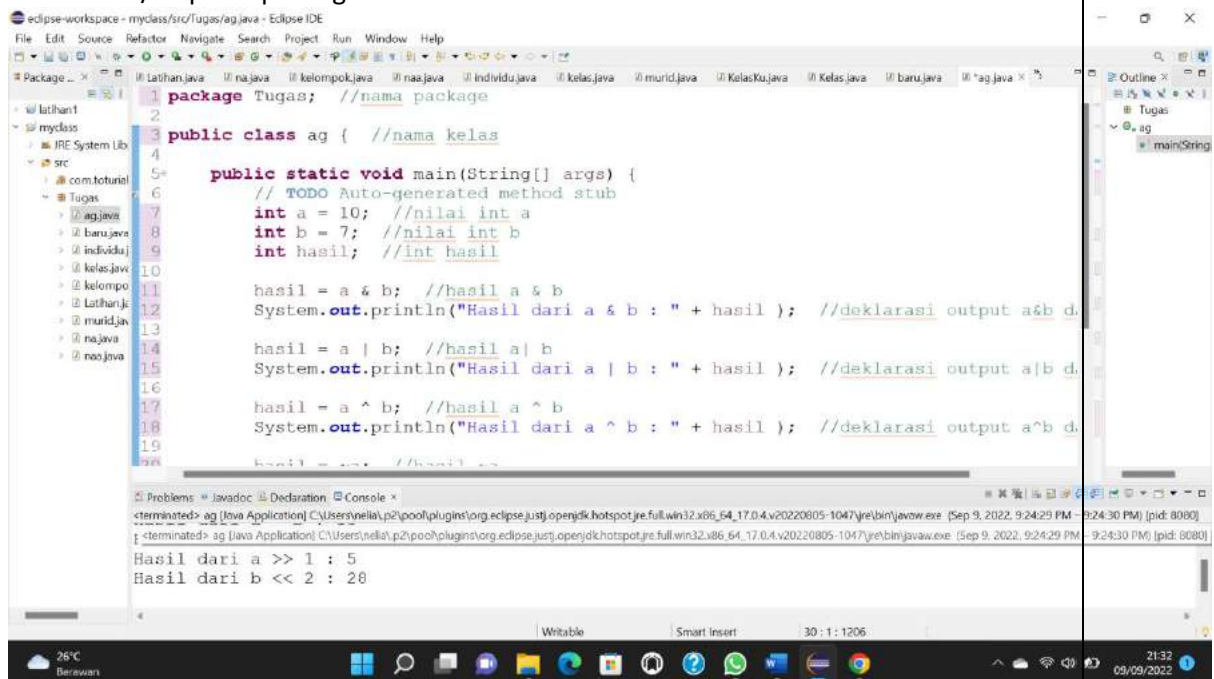 eclipse-workspace - myclass/src/Tugas/ag.java - Eclipse IDE
File Edit Source Refactor Navigate Search Project Run Window Help
Package... Latihan.java na.java kelompok.java naa.java individu.java kelas.java murid.java KelasKu.java Kelas.java baru.java *ag.java Outline
latihan1
myclass
JRE System Lib
src
com.toturial
Tugas
ag.java
baru.java
individu.j
kelas.java
kelompo
Latihan.ja
murid.jav
na.java
naa.java
1 package Tugas; //nama package
2
3 public class ag { //nama kelas
4
5 public static void main(String[] args) {
6 // TODO Auto-generated method stub
7 int a = 10; //nilai int a
8 int b = 7; //nilai int b
9 int hasil; //int hasil
10
11 hasil = a & b; //hasil a & b
12 System.out.println("Hasil dari a & b : " + hasil ); //deklarasi output a&b d
13
14 hasil = a | b; //hasil a| b
15 System.out.println("Hasil dari a | b : " + hasil ); //deklarasi output a|b d
16
17 hasil = a ^ b; //hasil a ^ b
18 System.out.println("Hasil dari a ^ b : " + hasil ); //deklarasi output a^b d
19
20 hasil = ~a; //hasil ~a
Tugas
ag
main(String
Problems Javadoc Declaration Console
<terminated> ag [Java Application] C:\Users\nelia\.p2\pool\plugins\org.eclipse.justj.openjdk.hotspot.jre.full.win32.x86_64_17.0.4.v20220805-1047\jre\bin\javaw.exe (Sep 9, 2022, 9:24:29 PM – 9:24:30 PM) [pid: 8080]
<terminated> ag [Java Application] C:\Users\nelia\.p2\pool\plugins\org.eclipse.justj.openjdk.hotspot.jre.full.win32.x86_64_17.0.4.v20220805-1047\jre\bin\javaw.exe (Sep 9, 2022, 9:24:29 PM – 9:24:30 PM) [pid: 8080]
Hasil dari a >> 1 : 5
Hasil dari b << 2 : 28
Writable Smart Insert 30 : 1 : 1206
26°C
Berawan
21:32
09/09/2022